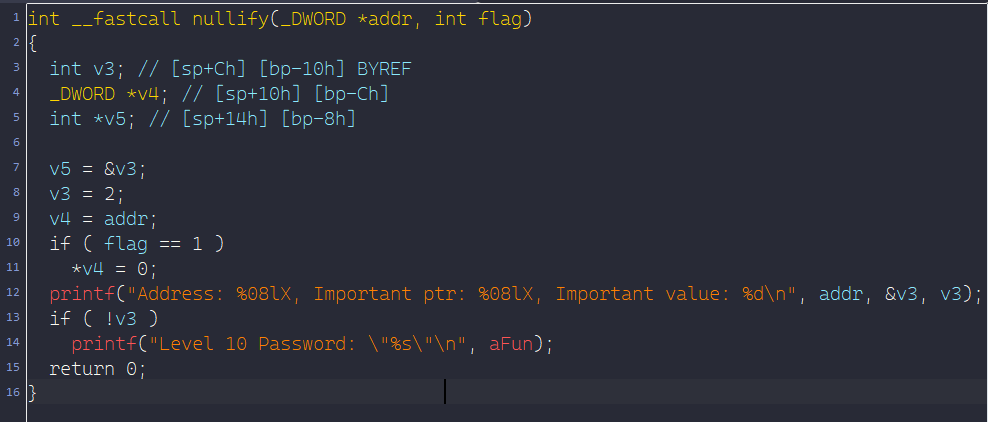 1 int __fastcall nullify(_DWORD *addr, int flag)
2 {
3 int v3; // [sp+Ch] [bp-10h] BYREF
4 _DWORD *v4; // [sp+10h] [bp-Ch]
5 int *v5; // [sp+14h] [bp-8h]
6
7 v5 = &v3;
8 v3 = 2;
9 v4 = addr;
10 if ( flag == 1 )
11 *v4 = 0;
12 printf("Address: %08lX, Important ptr: %08lX, Important value: %d\n", addr, &v3, v3);
13 if ( !v3 )
14 printf("Level 10 Password: \"%s\"\n", aFun);
15 return 0;
16 }